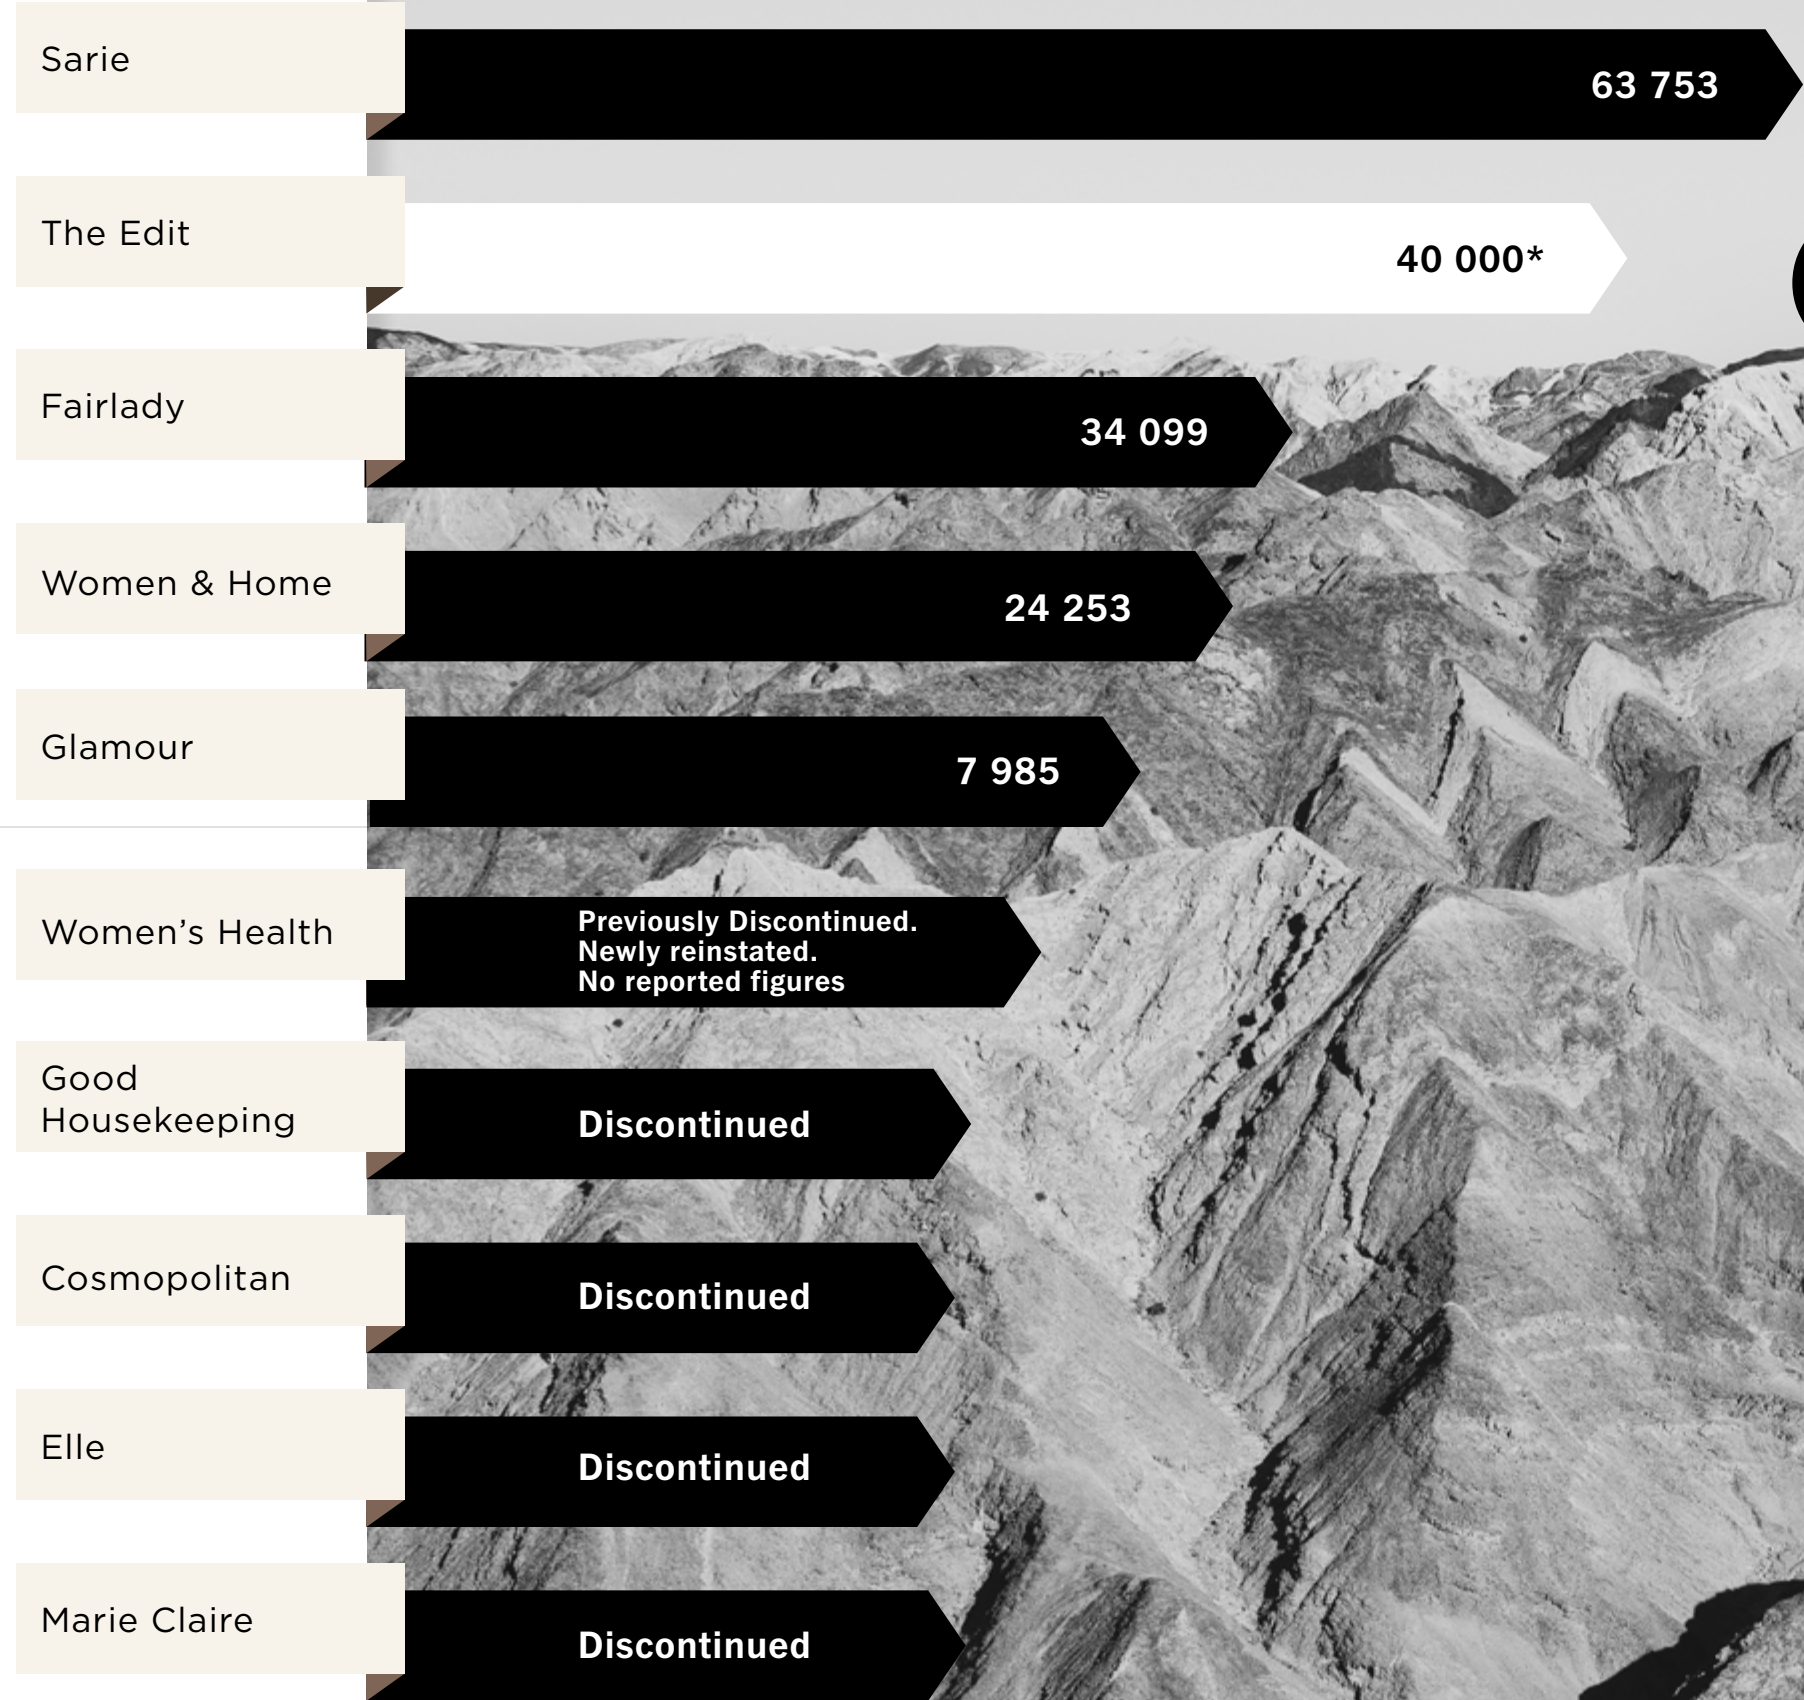 Sarie
63 753
The Edit
40 000*
Fairlady
34 099
Women & Home
24 253
Glamour
7 985
Women’s Health
Previously Discontinued.
Newly reinstated.
No reported figures
Good
Housekeeping
Discontinued
Cosmopolitan
Discontinued
Elle
Discontinued
Marie Claire
Discontinued